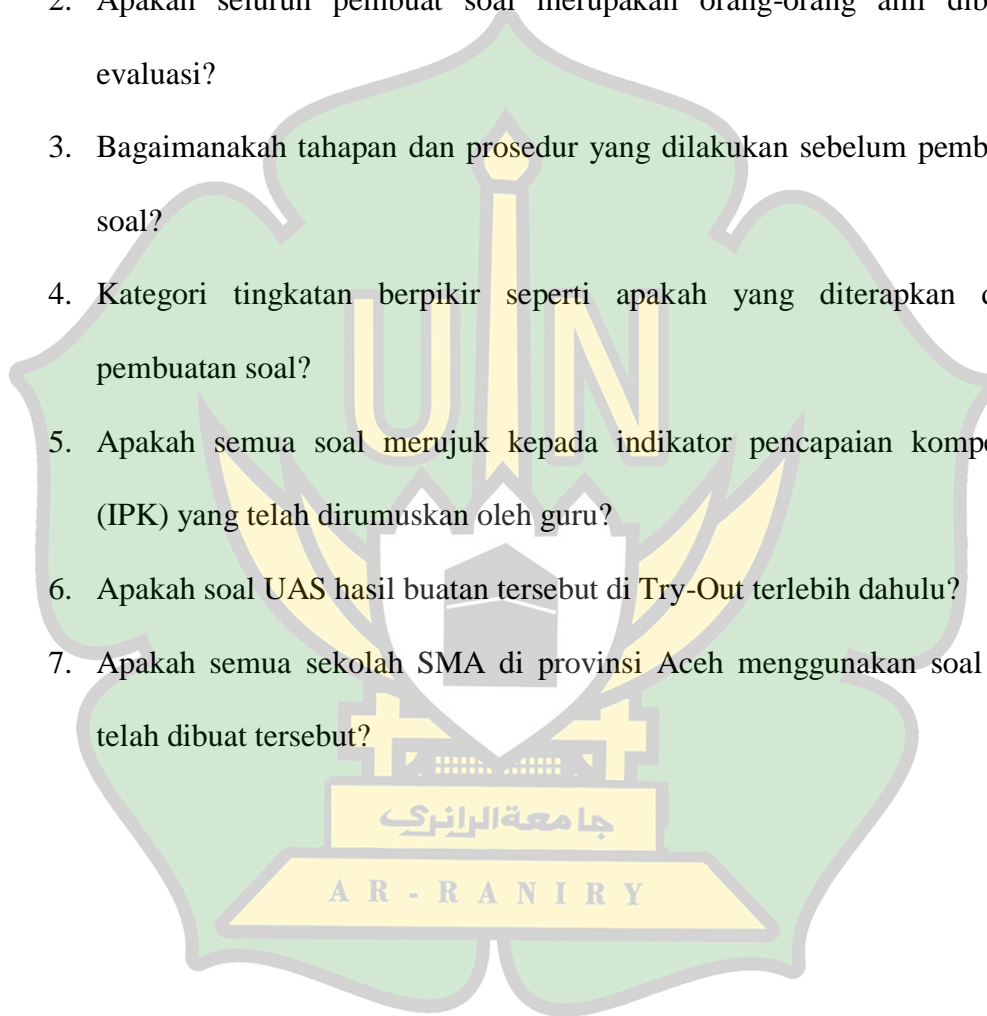 2. Apakah seluruh pembuat soal merupakan orang-orang ahli
evaluasi?
3. Bagaimanakah tahapan dan prosedur yang dilakukan sebelum
soal?
4. Kategori tingkatan berpikir seperti apakah yang diterapkan
pembuatan soal?
5. Apakah semua soal merujuk kepada indikator pencapaian
(IPK) yang telah dirumuskan oleh guru?
6. Apakah soal UAS hasil buatan tersebut di Try-Out terlebih dahulu?
7. Apakah semua sekolah SMA di provinsi Aceh menggunakan soal
telah dibuat tersebut?
UIN
جامعة الرانري
AR-RANIRY